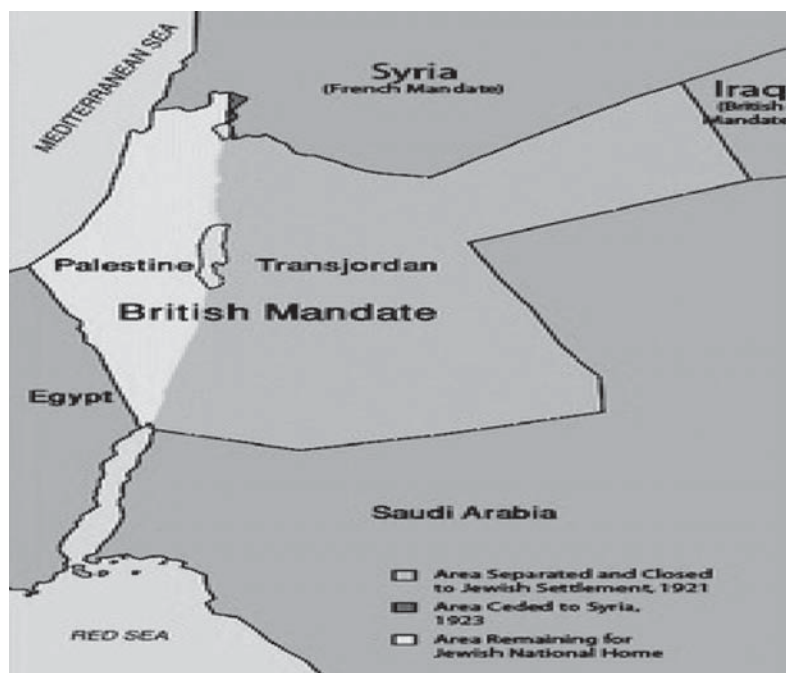 MEDITERRANEAN SEA
Syria
(French Mandate)
Iraq
(British
Mandate
Palestine
Transjordan
British Mandate
Egypt
Saudi Arabia
Area Separated and Closed
to Jewish Settlement, 1921
Area Ceded to Syria,
1923
Area Remaining for
Jewish National Home
RED SEA